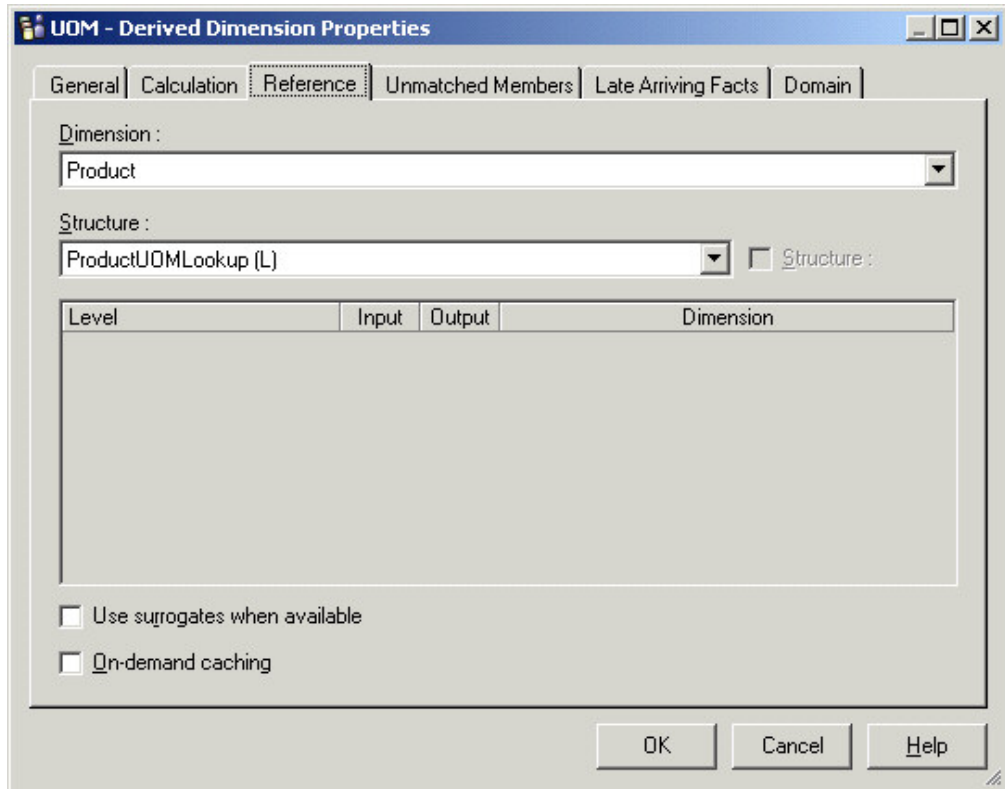 UOM - Derived Dimension Properties
General Calculation Reference Unmatched Members Late Arriving Facts Domain
Dimension :
Product
Structure :
ProductUOMLookup (L) Structure :
Level Input Output Dimension
Use surrogates when available
On-demand caching
OK Cancel Help